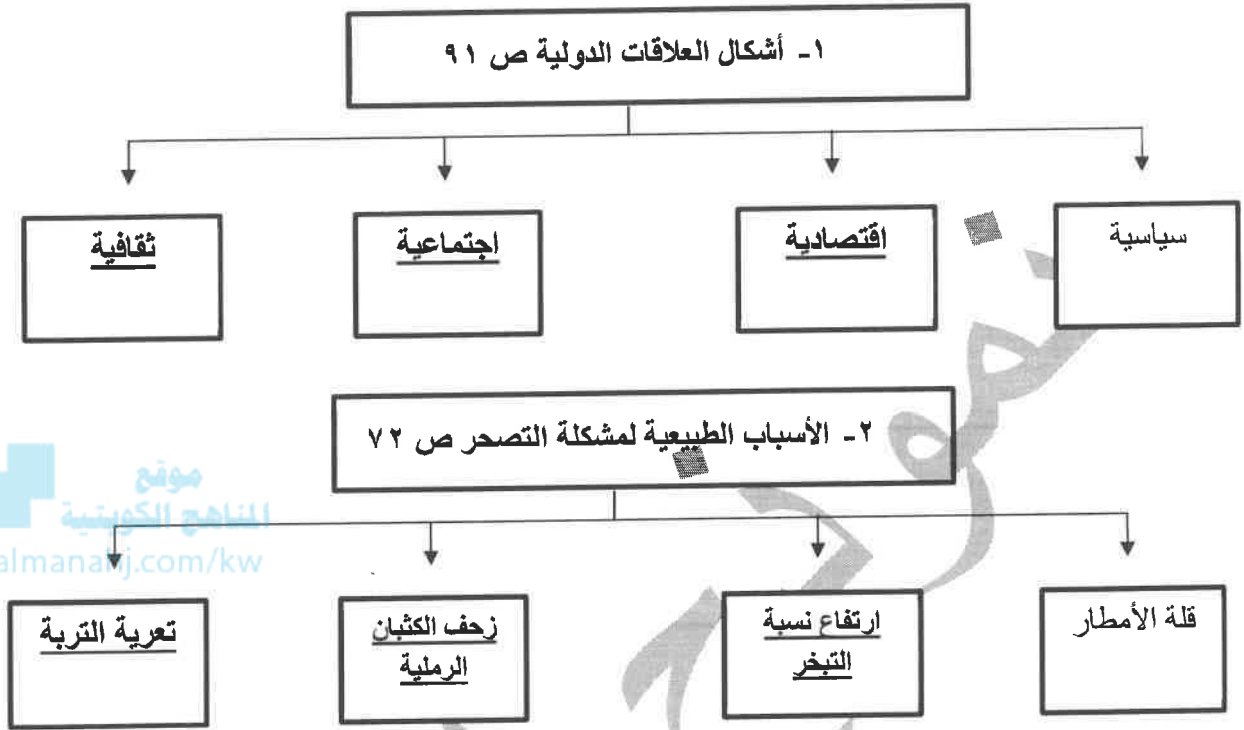 ١- أشكال العلاقات الدولية ص ٩١
سياسية
اقتصادية
اجتماعية
ثقافية
٢- الأسباب الطبيعية لمشكلة التصحر ص ٧٢
موقع
المناهج الكويتية
almanahj.com/kw
قلة الأمطار
ارتفاع نسبة
التبخر
زحف الكثبان
الرملية
تعرية التربة